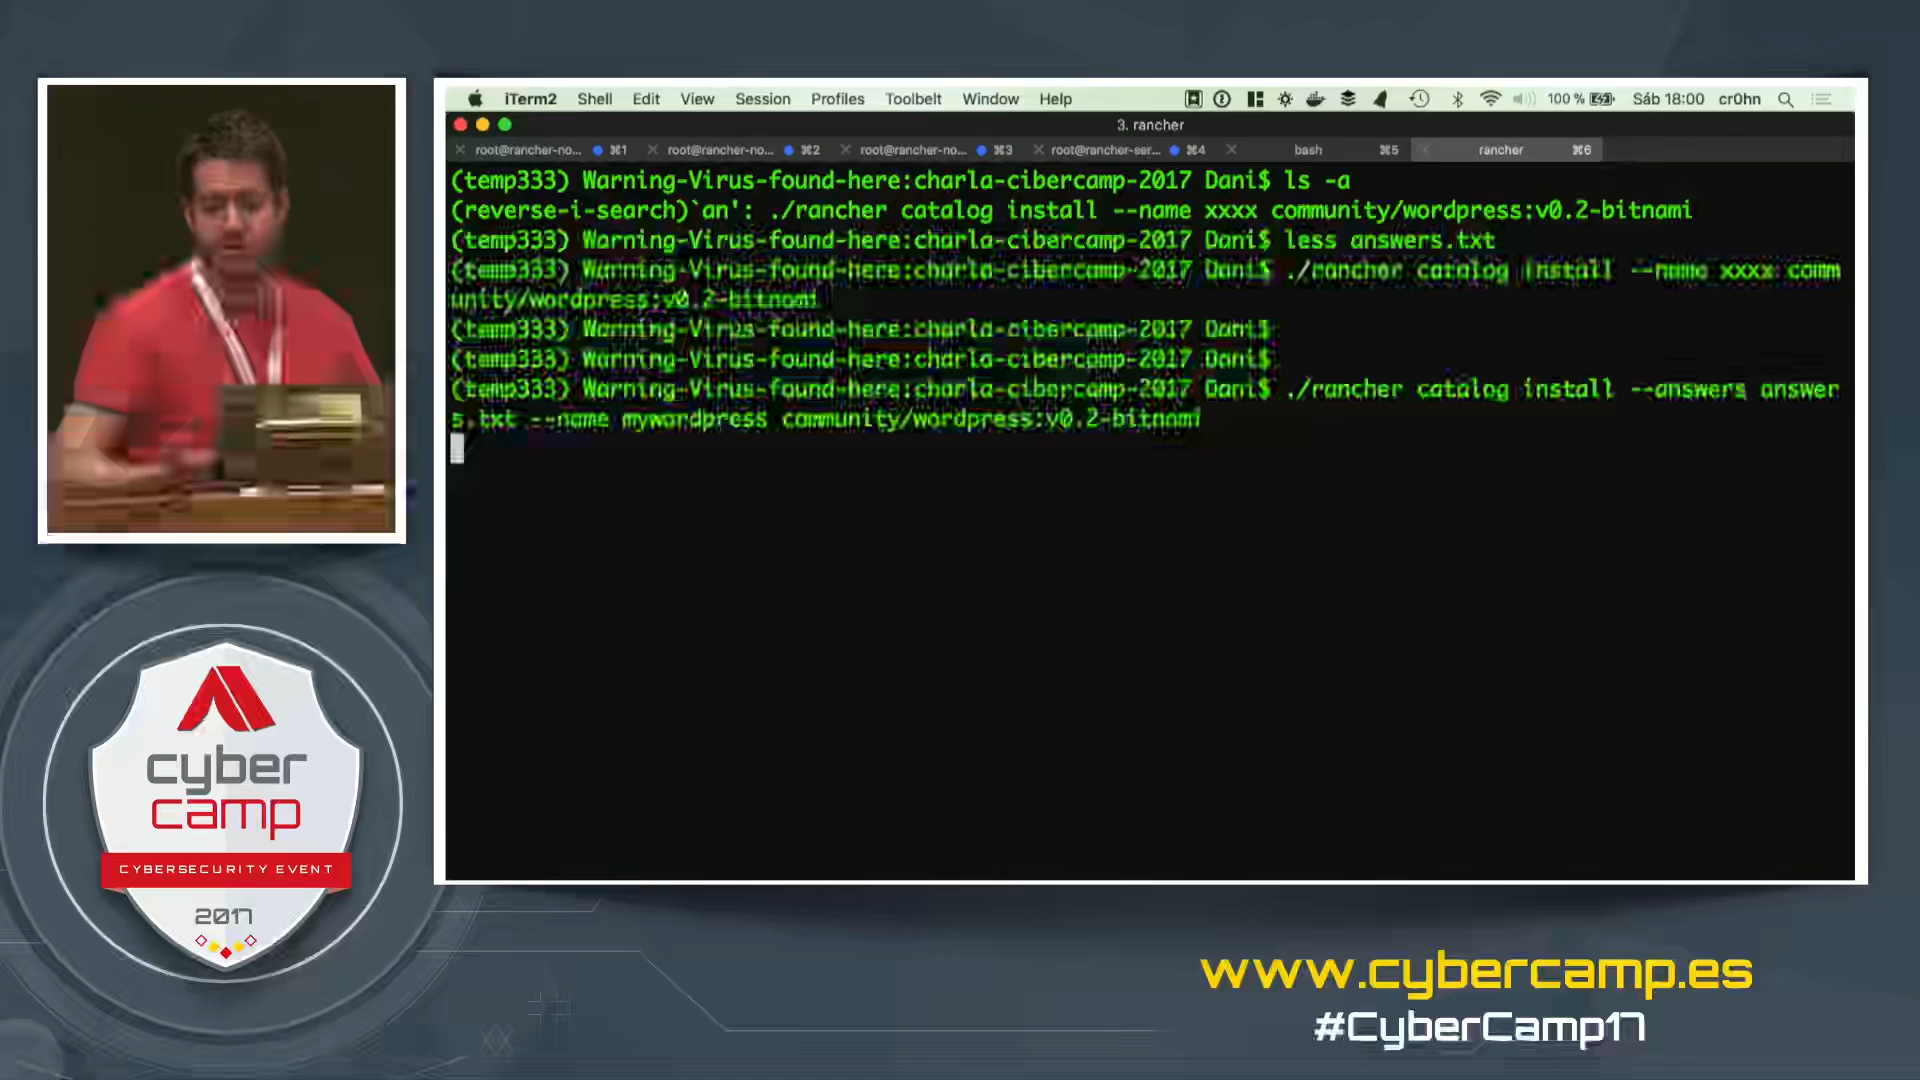 iTerm2 Shell Edit View Session Profiles Toolbelt Window Help 100 % Sáb 18:00 cr0hn
3. rancher
root@rancher-no... ⌘1 root@rancher-no... ⌘2 root@rancher-no... ⌘3 root@rancher-ser... ⌘4 bash ⌘5 rancher ⌘6
(temp333) Warning-Virus-found-here:charla-cibercamp-2017 Dani$ ls -a
(reverse-i-search)`an': ./rancher catalog install --name xxxx community/wordpress:v0.2-bitnami
(temp333) Warning-Virus-found-here:charla-cibercamp-2017 Dani$ less answers.txt
(temp333) Warning-Virus-found-here:charla-cibercamp-2017 Dani$ ./rancher catalog install --name xxxx comm
unity/wordpress:v0.2-bitnami
(temp333) Warning-Virus-found-here:charla-cibercamp-2017 Dani$
(temp333) Warning-Virus-found-here:charla-cibercamp-2017 Dani$
(temp333) Warning-Virus-found-here:charla-cibercamp-2017 Dani$ ./rancher catalog install --answers answer
s.txt --name mywordpress community/wordpress:v0.2-bitnami
cyber
camp
CYBERSECURITY EVENT
2017
www.cybercamp.es
#CyberCamp17